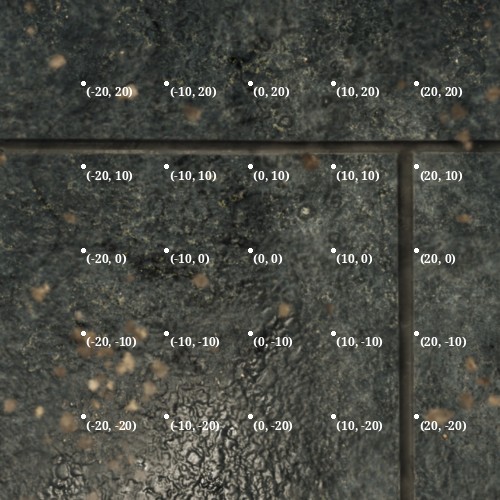 (-20, 20) (-10, 20) (0, 20) (10, 20) (20, 20)
(-20, 10) (-10, 10) (0, 10) (10, 10) (20, 10)
(-20, 0) (-10, 0) (0, 0) (10, 0) (20, 0)
(-20, -10) (-10, -10) (0, -10) (10, -10) (20, -10)
(-20, -20) (-10, -20) (0, -20) (10, -20) (20, -20)